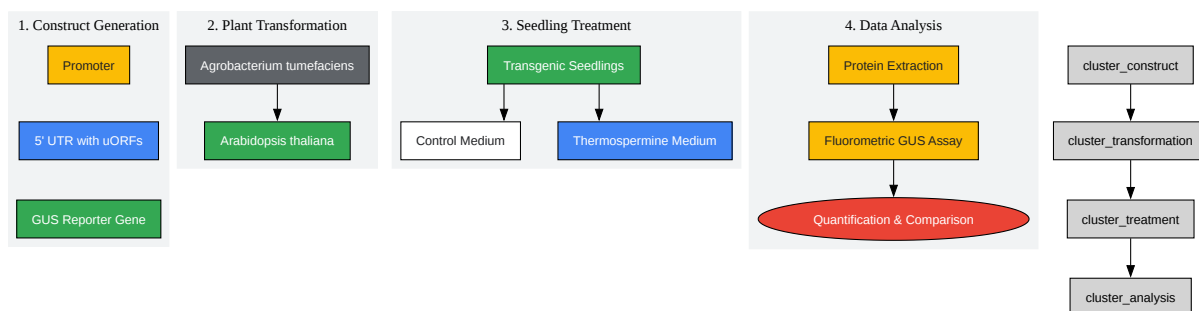 1. Construct Generation
Promoter
5' UTR with uORFs
GUS Reporter Gene
2. Plant Transformation
Agrobacterium tumefaciens
Arabidopsis thaliana
3. Seedling Treatment
Transgenic Seedlings
Control Medium
Thermospermine Medium
4. Data Analysis
Protein Extraction
Fluorometric GUS Assay
Quantification & Comparison
cluster_construct
cluster_transformation
cluster_treatment
cluster_analysis